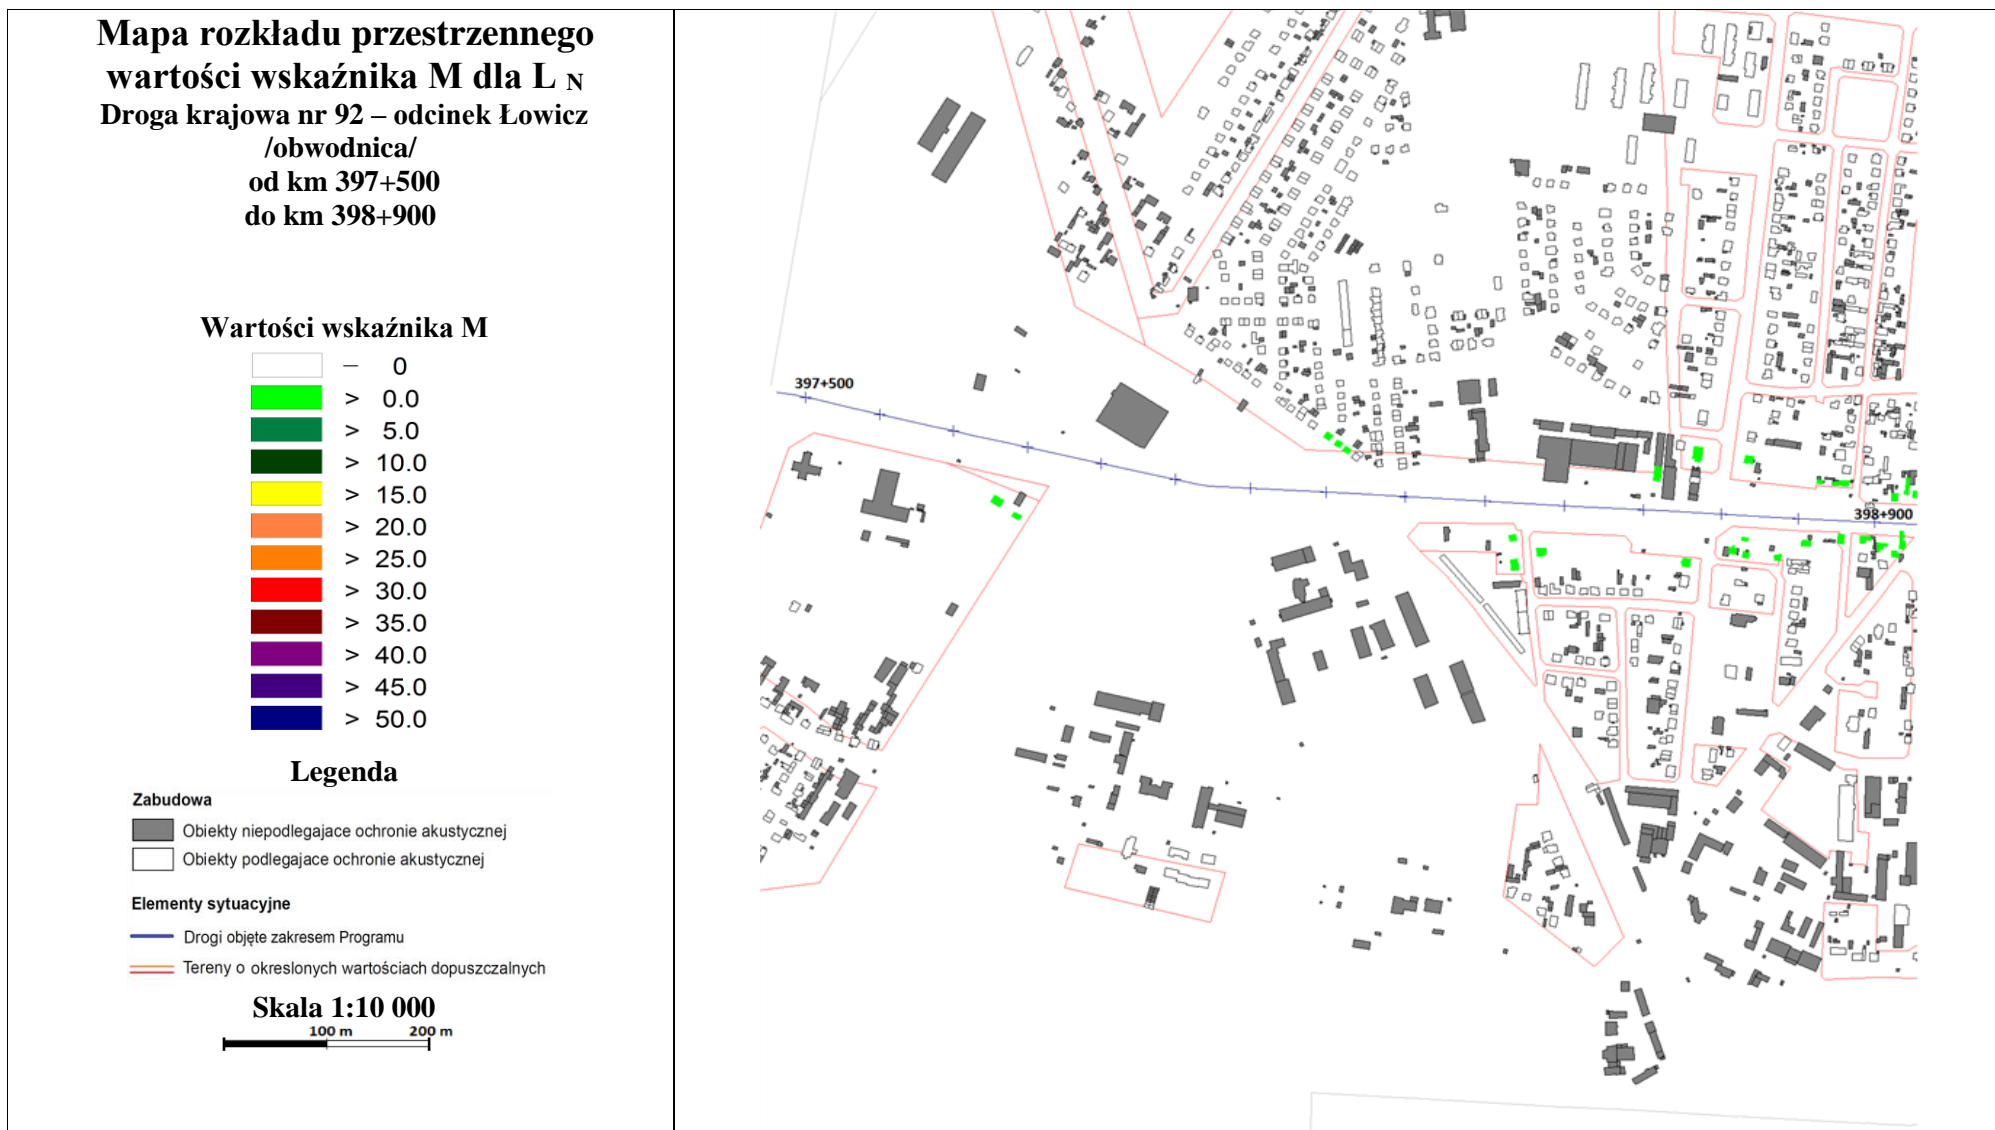 Mapa rozkładu przestrzennego
wartości wskaźnika M dla L N
Droga krajowa nr 92 – odcinek Łowicz
/obwodnica/
od km 397+500
do km 398+900
Wartości wskaźnika M
– 0
> 0.0
> 5.0
> 10.0
> 15.0
> 20.0
> 25.0
> 30.0
> 35.0
> 40.0
> 45.0
> 50.0
Legenda
Zabudowa
Obiekty niepodlegajace ochronie akustycznej
Obiekty podlegajace ochronie akustycznej
Elementy sytuacyjne
Drogi objęte zakresem Programu
Tereny o okreslonych wartościach dopuszczalnych
Skala 1:10 000
100 m 200 m
397+500
398+900